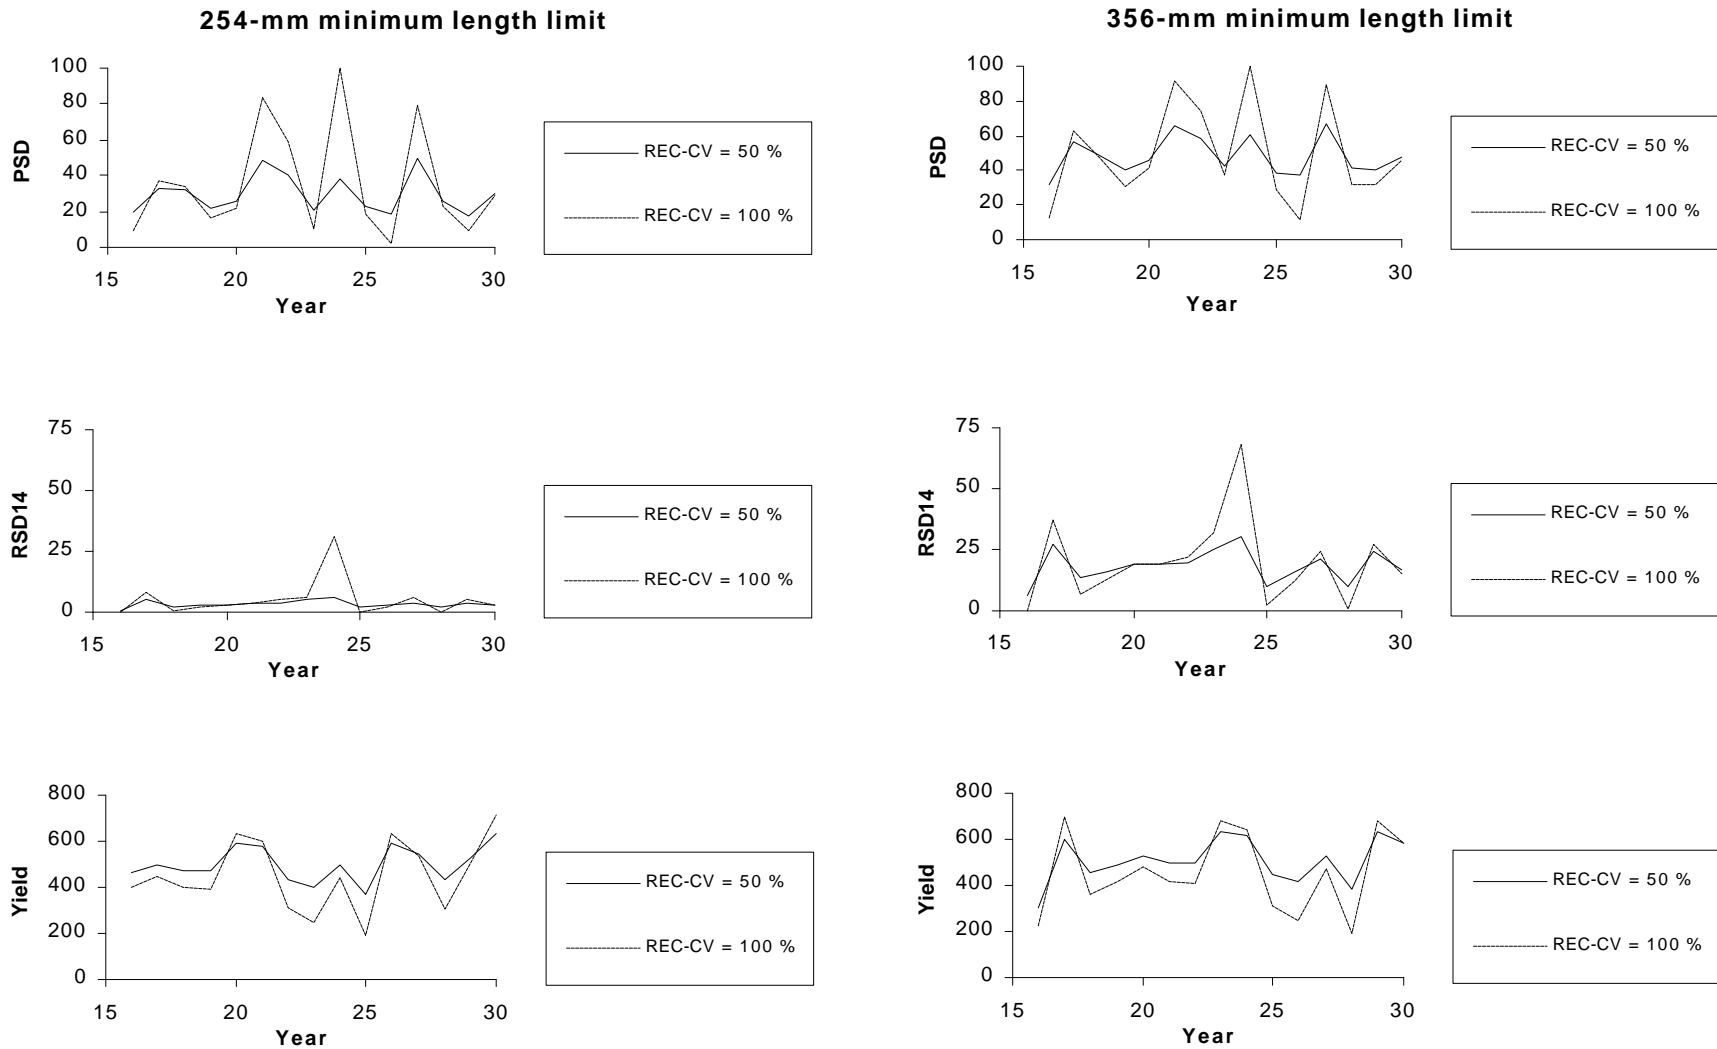 254-mm minimum length limit
356-mm minimum length limit
PSD
100
80
60
40
20
0
15
20
25
30
Year
REC-CV = 50 %
REC-CV = 100 %
PSD
100
80
60
40
20
0
15
20
25
30
Year
REC-CV = 50 %
REC-CV = 100 %
RSD14
75
50
25
0
15
20
25
30
Year
REC-CV = 50 %
REC-CV = 100 %
RSD14
75
50
25
0
15
20
25
30
Year
REC-CV = 50 %
REC-CV = 100 %
Yield
800
600
400
200
0
15
20
25
30
Year
REC-CV = 50 %
REC-CV = 100 %
Yield
800
600
400
200
0
15
20
25
30
Year
REC-CV = 50 %
REC-CV = 100 %